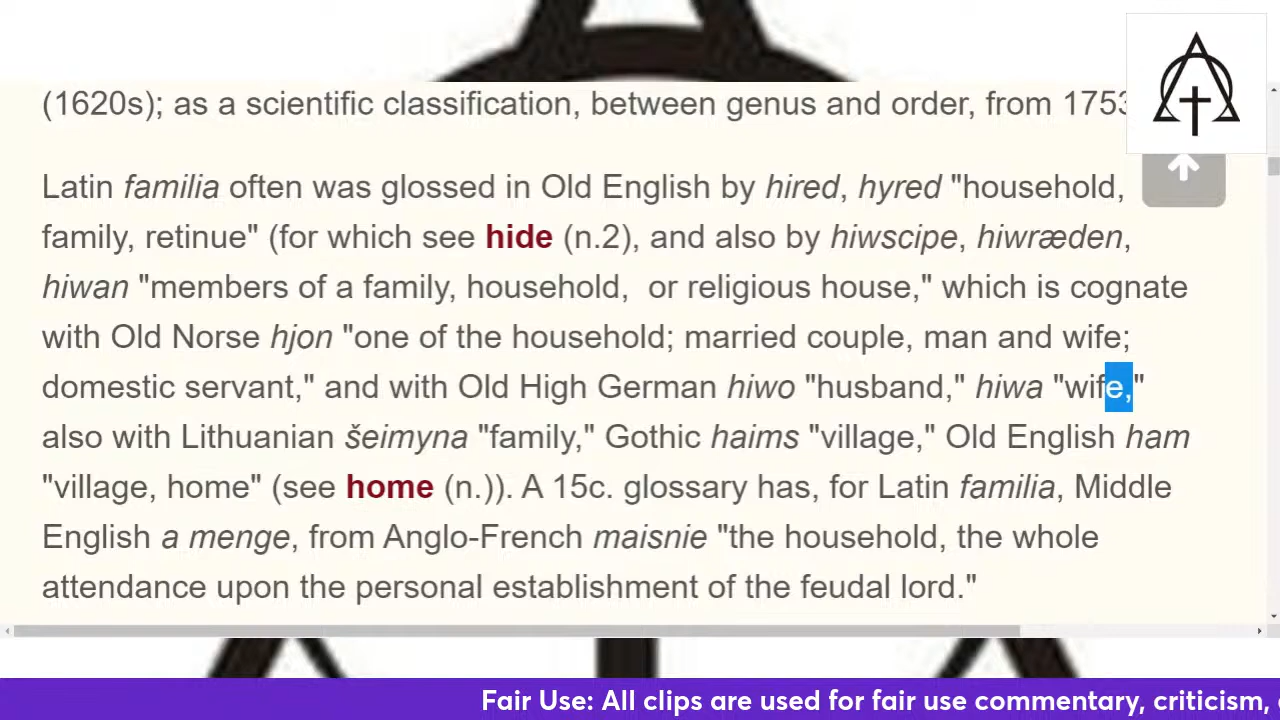 (1620s); as a scientific classification, between genus and order, from 1753
Latin familia often was glossed in Old English by hired, hyred "household,
family, retinue" (for which see hide (n.2), and also by hiwscipe, hiwræden,
hiwan "members of a family, household, or religious house," which is cognate
with Old Norse hjon "one of the household; married couple, man and wife;
domestic servant," and with Old High German hiwo "husband," hiwa "wife,"
also with Lithuanian šeimyna "family," Gothic haims "village," Old English ham
"village, home" (see home (n.)). A 15c. glossary has, for Latin familia, Middle
English a menge, from Anglo-French maisnie "the household, the whole
attendance upon the personal establishment of the feudal lord."
Fair Use: All clips are used for fair use commentary, criticism,